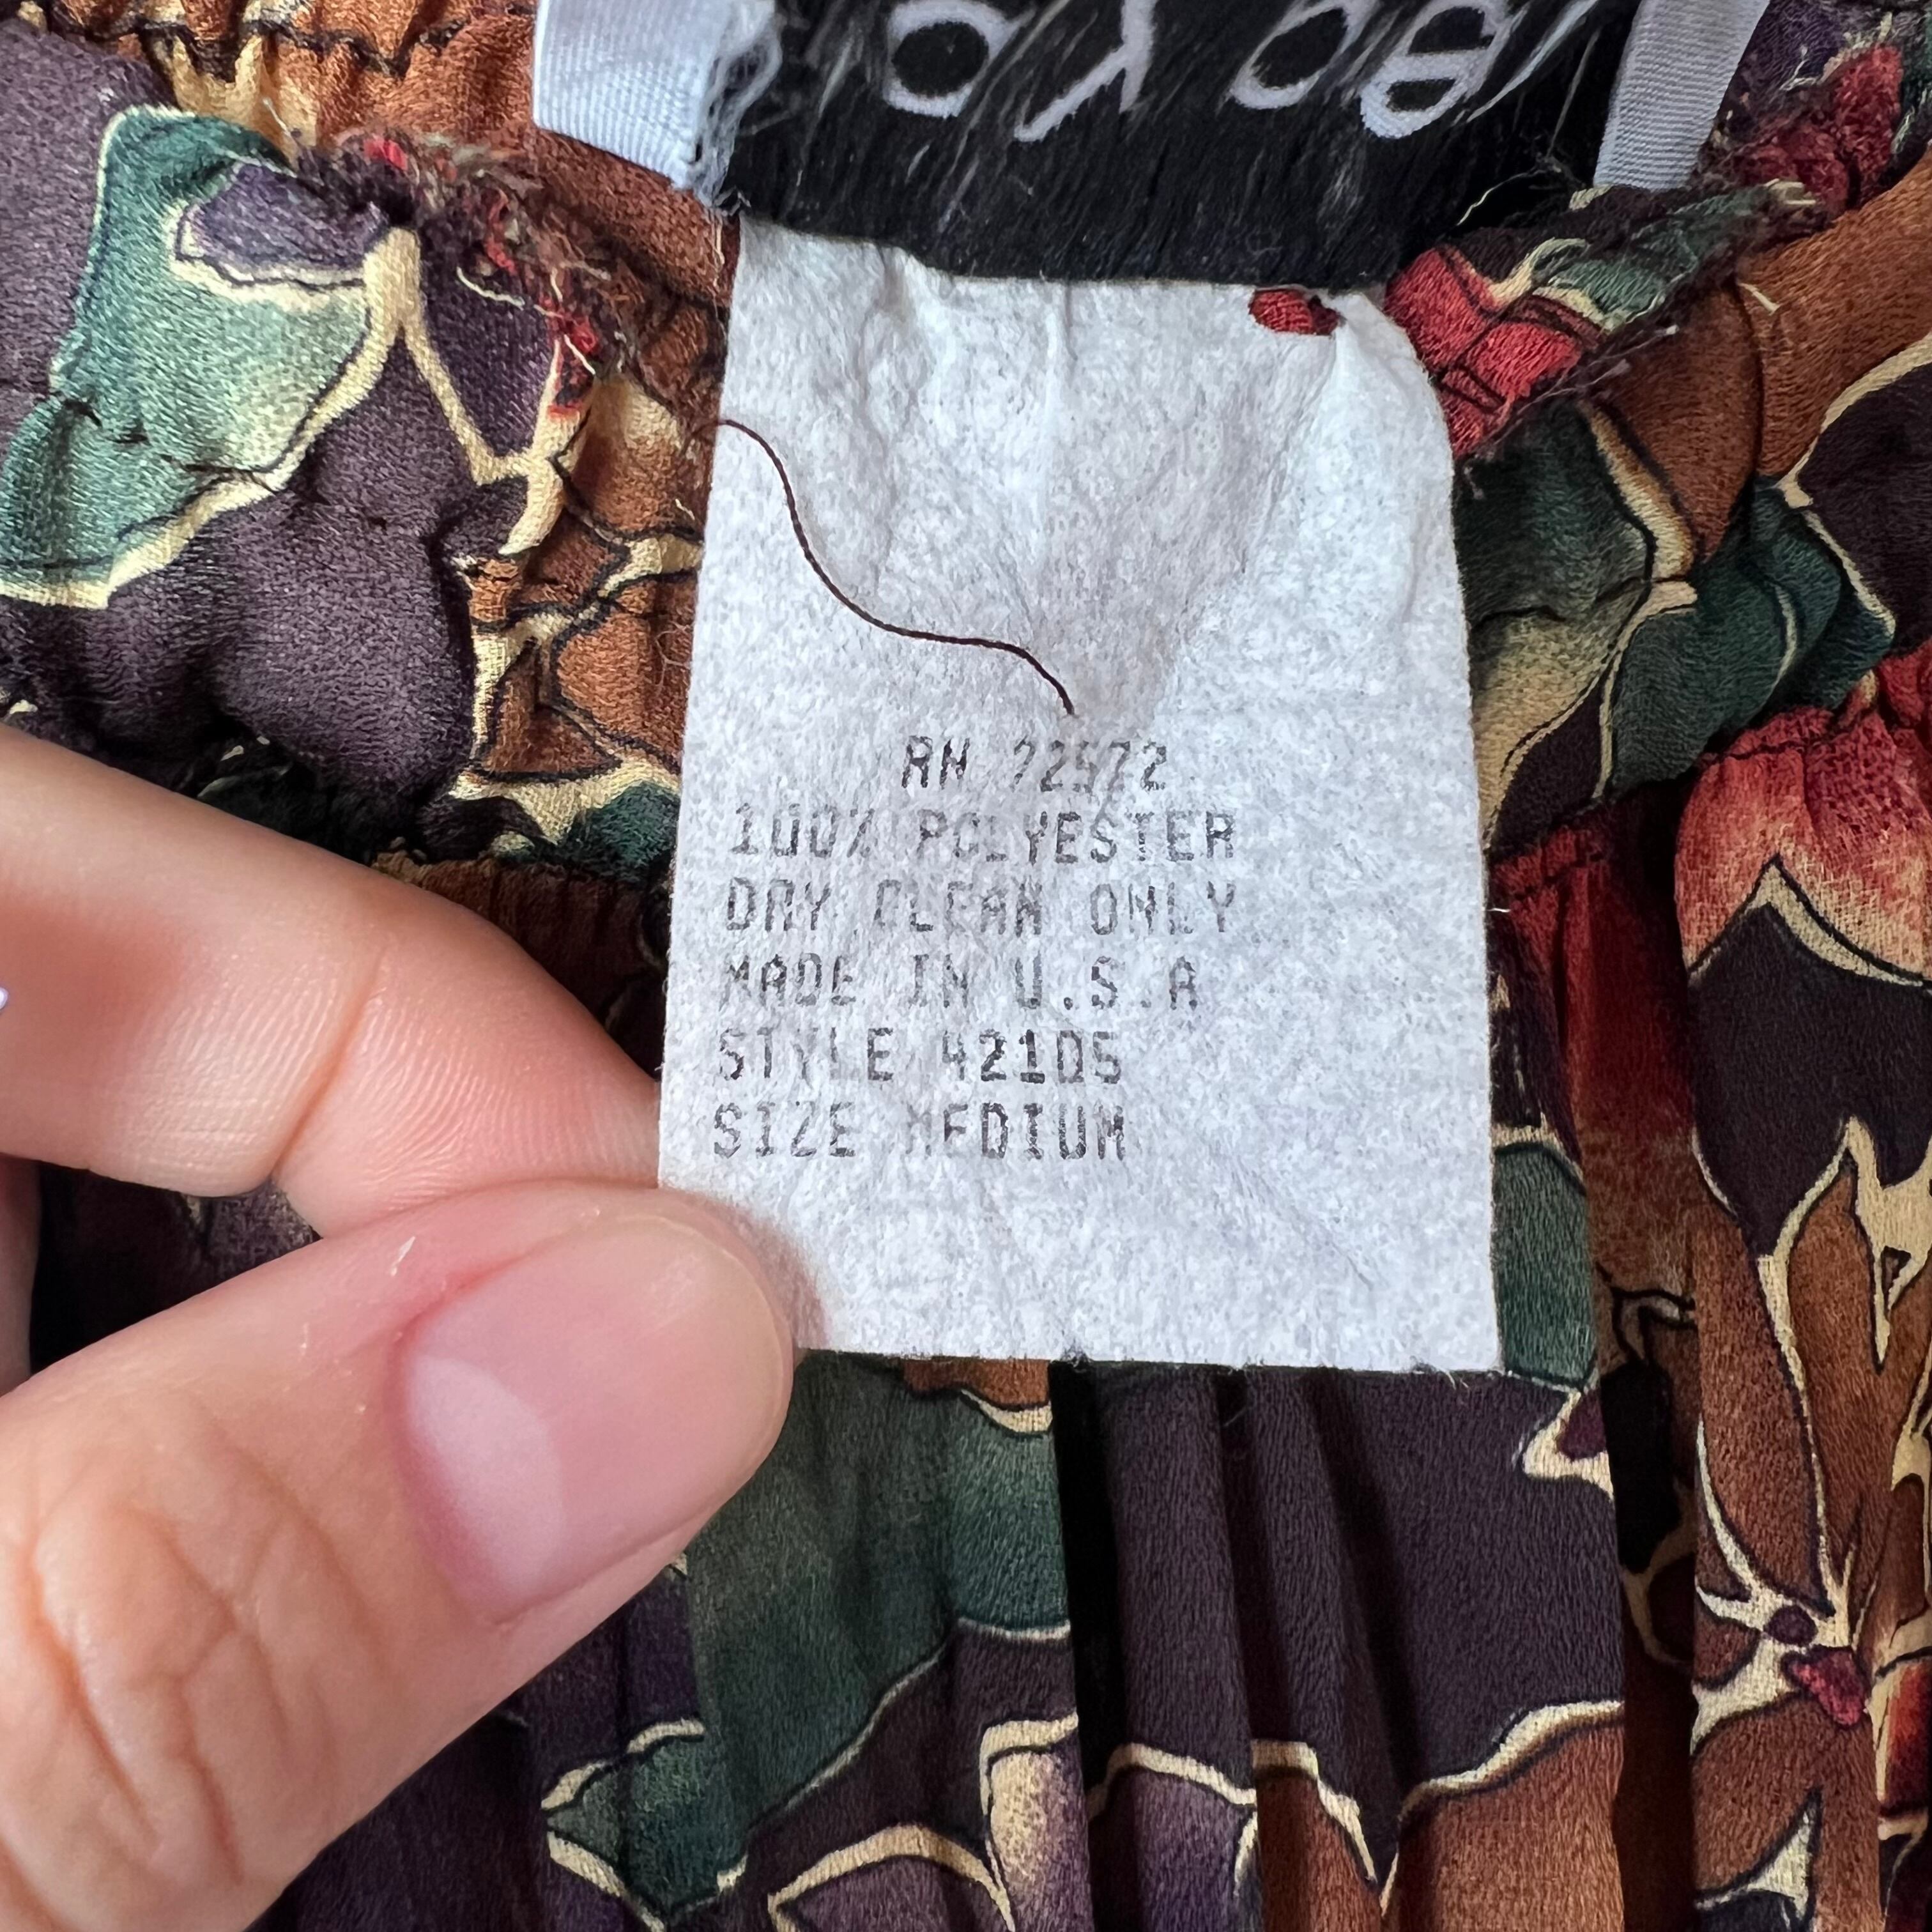 RN 72572
100% POLYESTER
DRY CLEAN ONLY
MADE IN U.S.A
STYLE 42105
SIZE MEDIUM